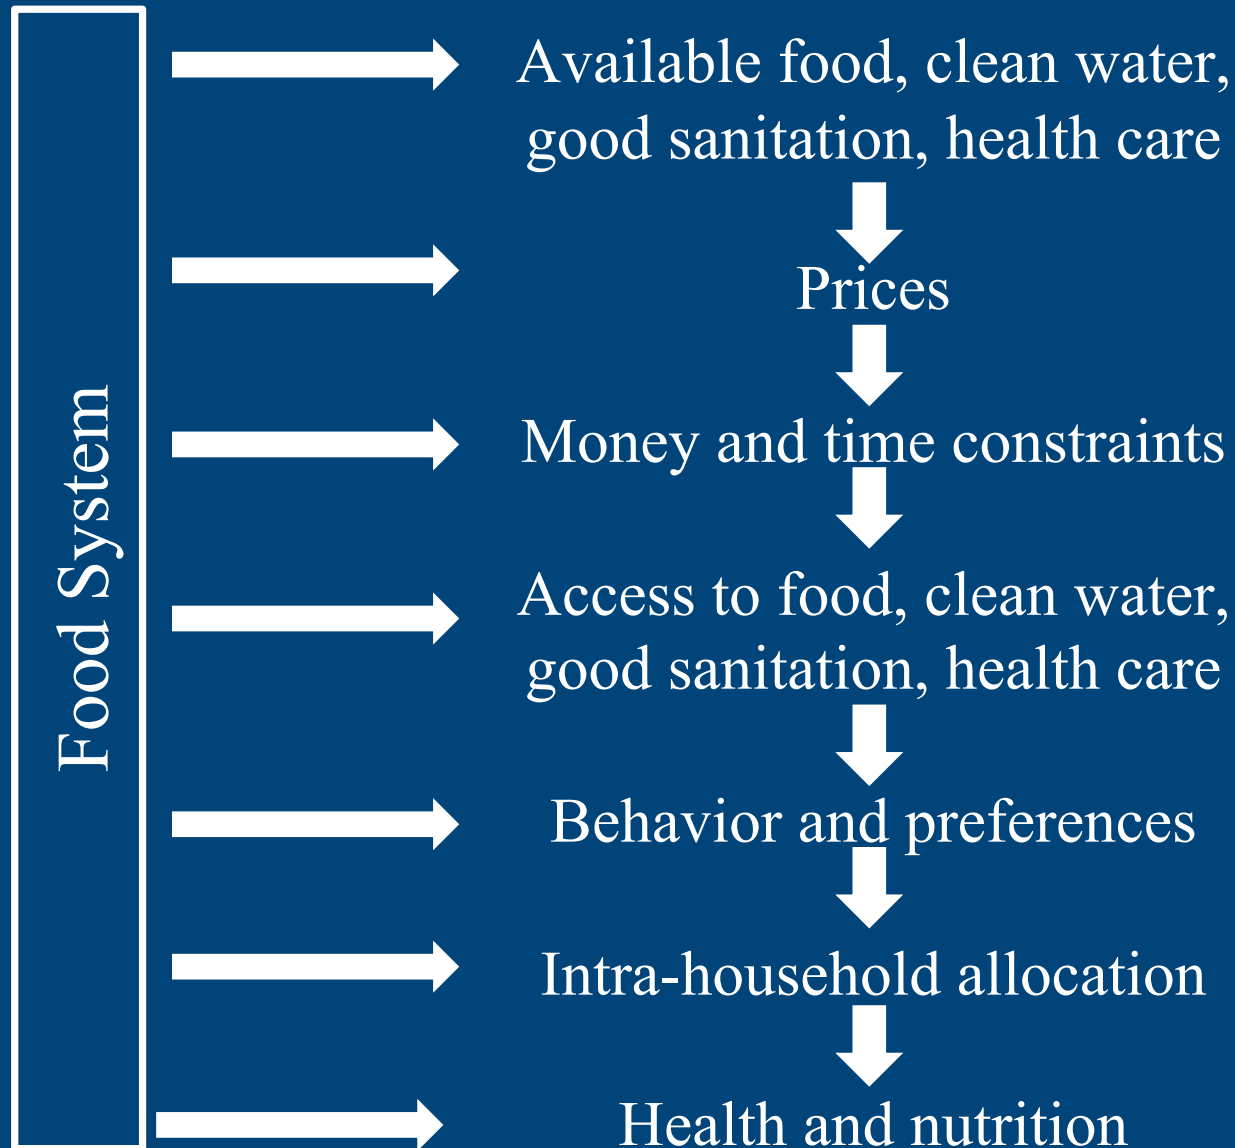 Food System
Available food, clean water,
good sanitation, health care
Prices
Money and time constraints
Access to food, clean water,
good sanitation, health care
Behavior and preferences
Intra-household allocation
Health and nutrition